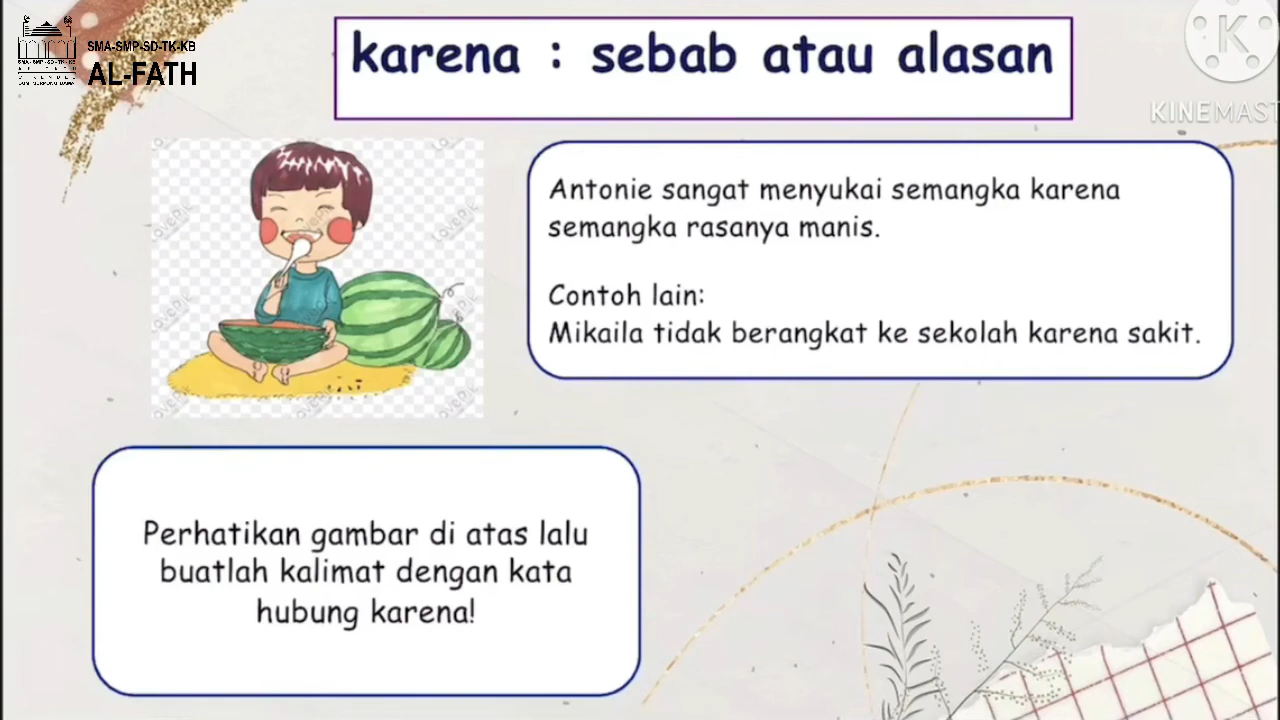 SMA-SMP-SD-TK-KB
AL-FATH
karena : sebab atau alasan
K
KINEMAST
Antonie sangat menyukai semangka karena
semangka rasanya manis.
Contoh lain:
Mikaila tidak berangkat ke sekolah karena sakit.
Perhatikan gambar di atas lalu
buatlah kalimat dengan kata
hubung karena!